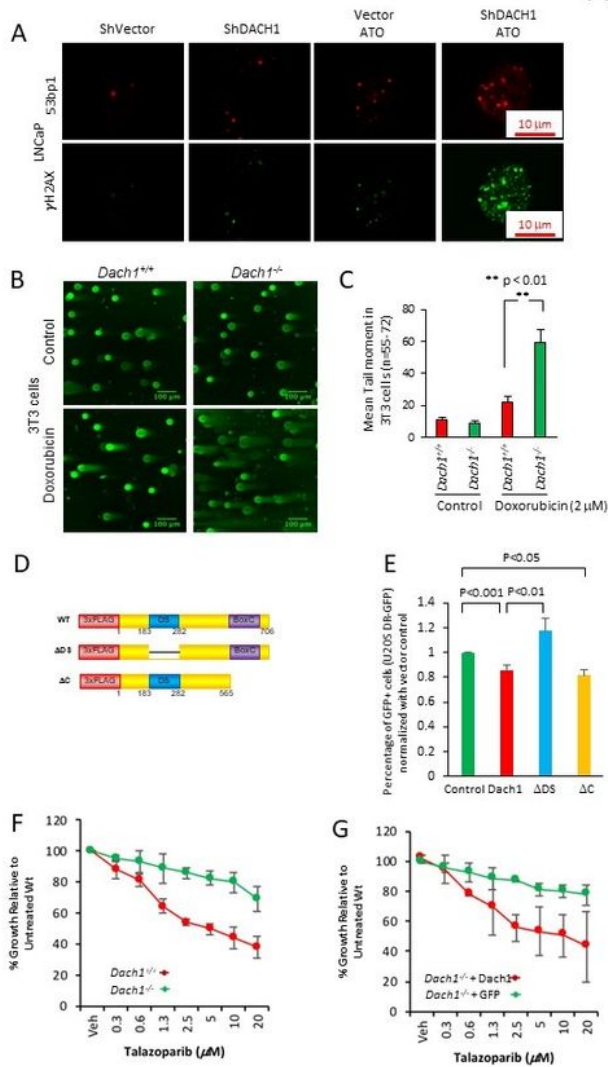 A
ShVector
ShDACH1
Vector
ATO
ShDACH1
ATO
LNCaP
53bp1
γH2AX
10 µm
10 µm
B
Dach1+/+
Dach1-/-
3T3 cells
Control
Doxorubicin
100 µm
100 µm
100 µm
100 µm
C
** p < 0.01
**
Mean Tail moment in
3T3 cells (n=55-72)
80
60
40
20
0
Dach1+/+
Dach1-/-
Dach1+/+
Dach1-/-
Control
Doxorubicin (2 µM)
D
WT
3xFLAG
DS
BoxC
1
183
282
706
ΔDS
3xFLAG
BoxC
1
183
282
ΔC
3xFLAG
DS
1
183
282
565
E
P<0.05
P<0.001
P<0.01
Percentage of GFP+ cells (U2OS DR-GFP)
normalized with vector control
1.4
1.2
1
0.8
0.6
0.4
0.2
0
Control
Dach1
ΔDS
ΔC
F
% Growth Relative to
Untreated Wt
120
100
80
60
40
20
0
Dach1+/+
Dach1-/-
Veh
0.3
0.6
1.3
2.5
5
10
20
Talazoparib (µM)
G
% Growth Relative to
Untreated Wt
120
100
80
60
40
20
0
Dach1-/- + Dach1
Dach1-/- + GFP
Veh
0.3
0.6
1.3
2.5
5
10
20
Talazoparib (µM)